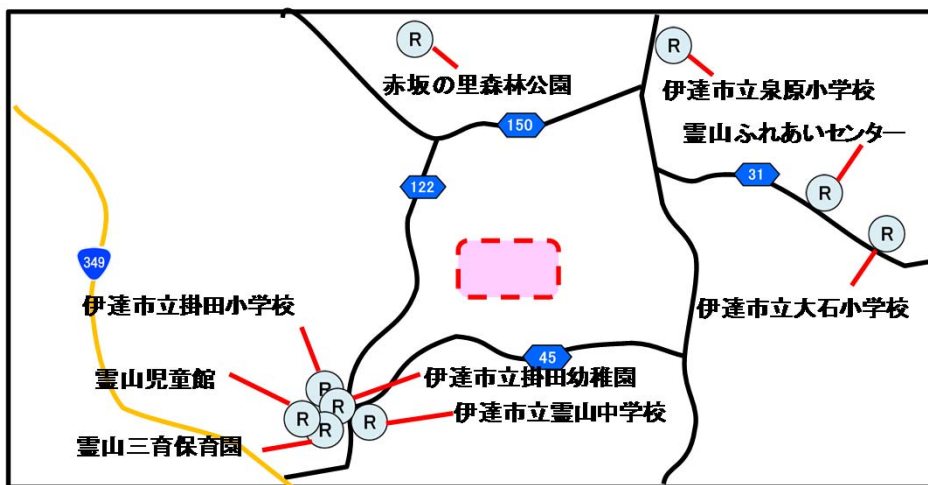 R
R
赤坂の里森林公園
伊達市立泉原小学校
150
霊山ふれあいセンター
31
122
R
R
349
伊達市立掛田小学校
伊達市立大石小学校
45
霊山児童館
伊達市立掛田幼稚園
R
R
R
R
R
伊達市立霊山中学校
霊山三育保育園